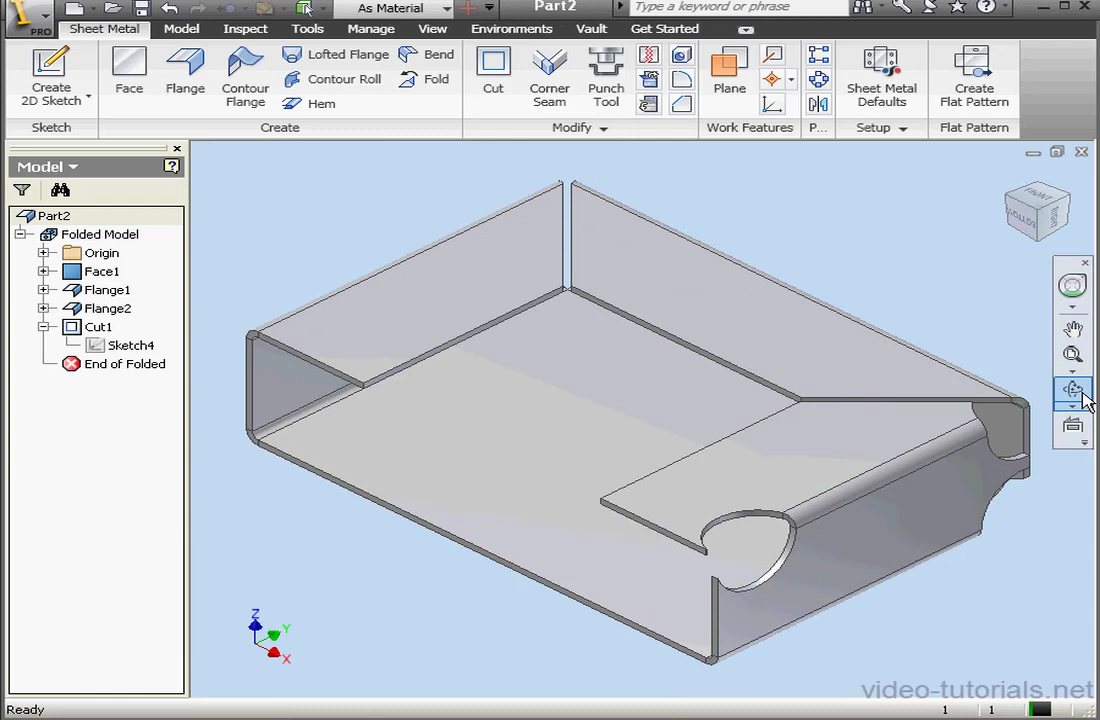 As Material
Part2
Type a keyword or phrase
PRO
Sheet Metal
Model
Inspect
Tools
Manage
View
Environments
Vault
Get Started
Create
2D Sketch
Face
Flange
Contour
Flange
Lofted Flange
Contour Roll
Hem
Bend
Fold
Cut
Corner
Seam
Punch
Tool
Plane
Sheet Metal
Defaults
Create
Flat Pattern
Sketch
Create
Modify
Work Features
P...
Setup
Flat Pattern
Model
Part2
Folded Model
Origin
Face1
Flange1
Flange2
Cut1
Sketch4
End of Folded
FRONT
BOTTOM
Z
Y
X
video-tutorials.net
Ready
1
1